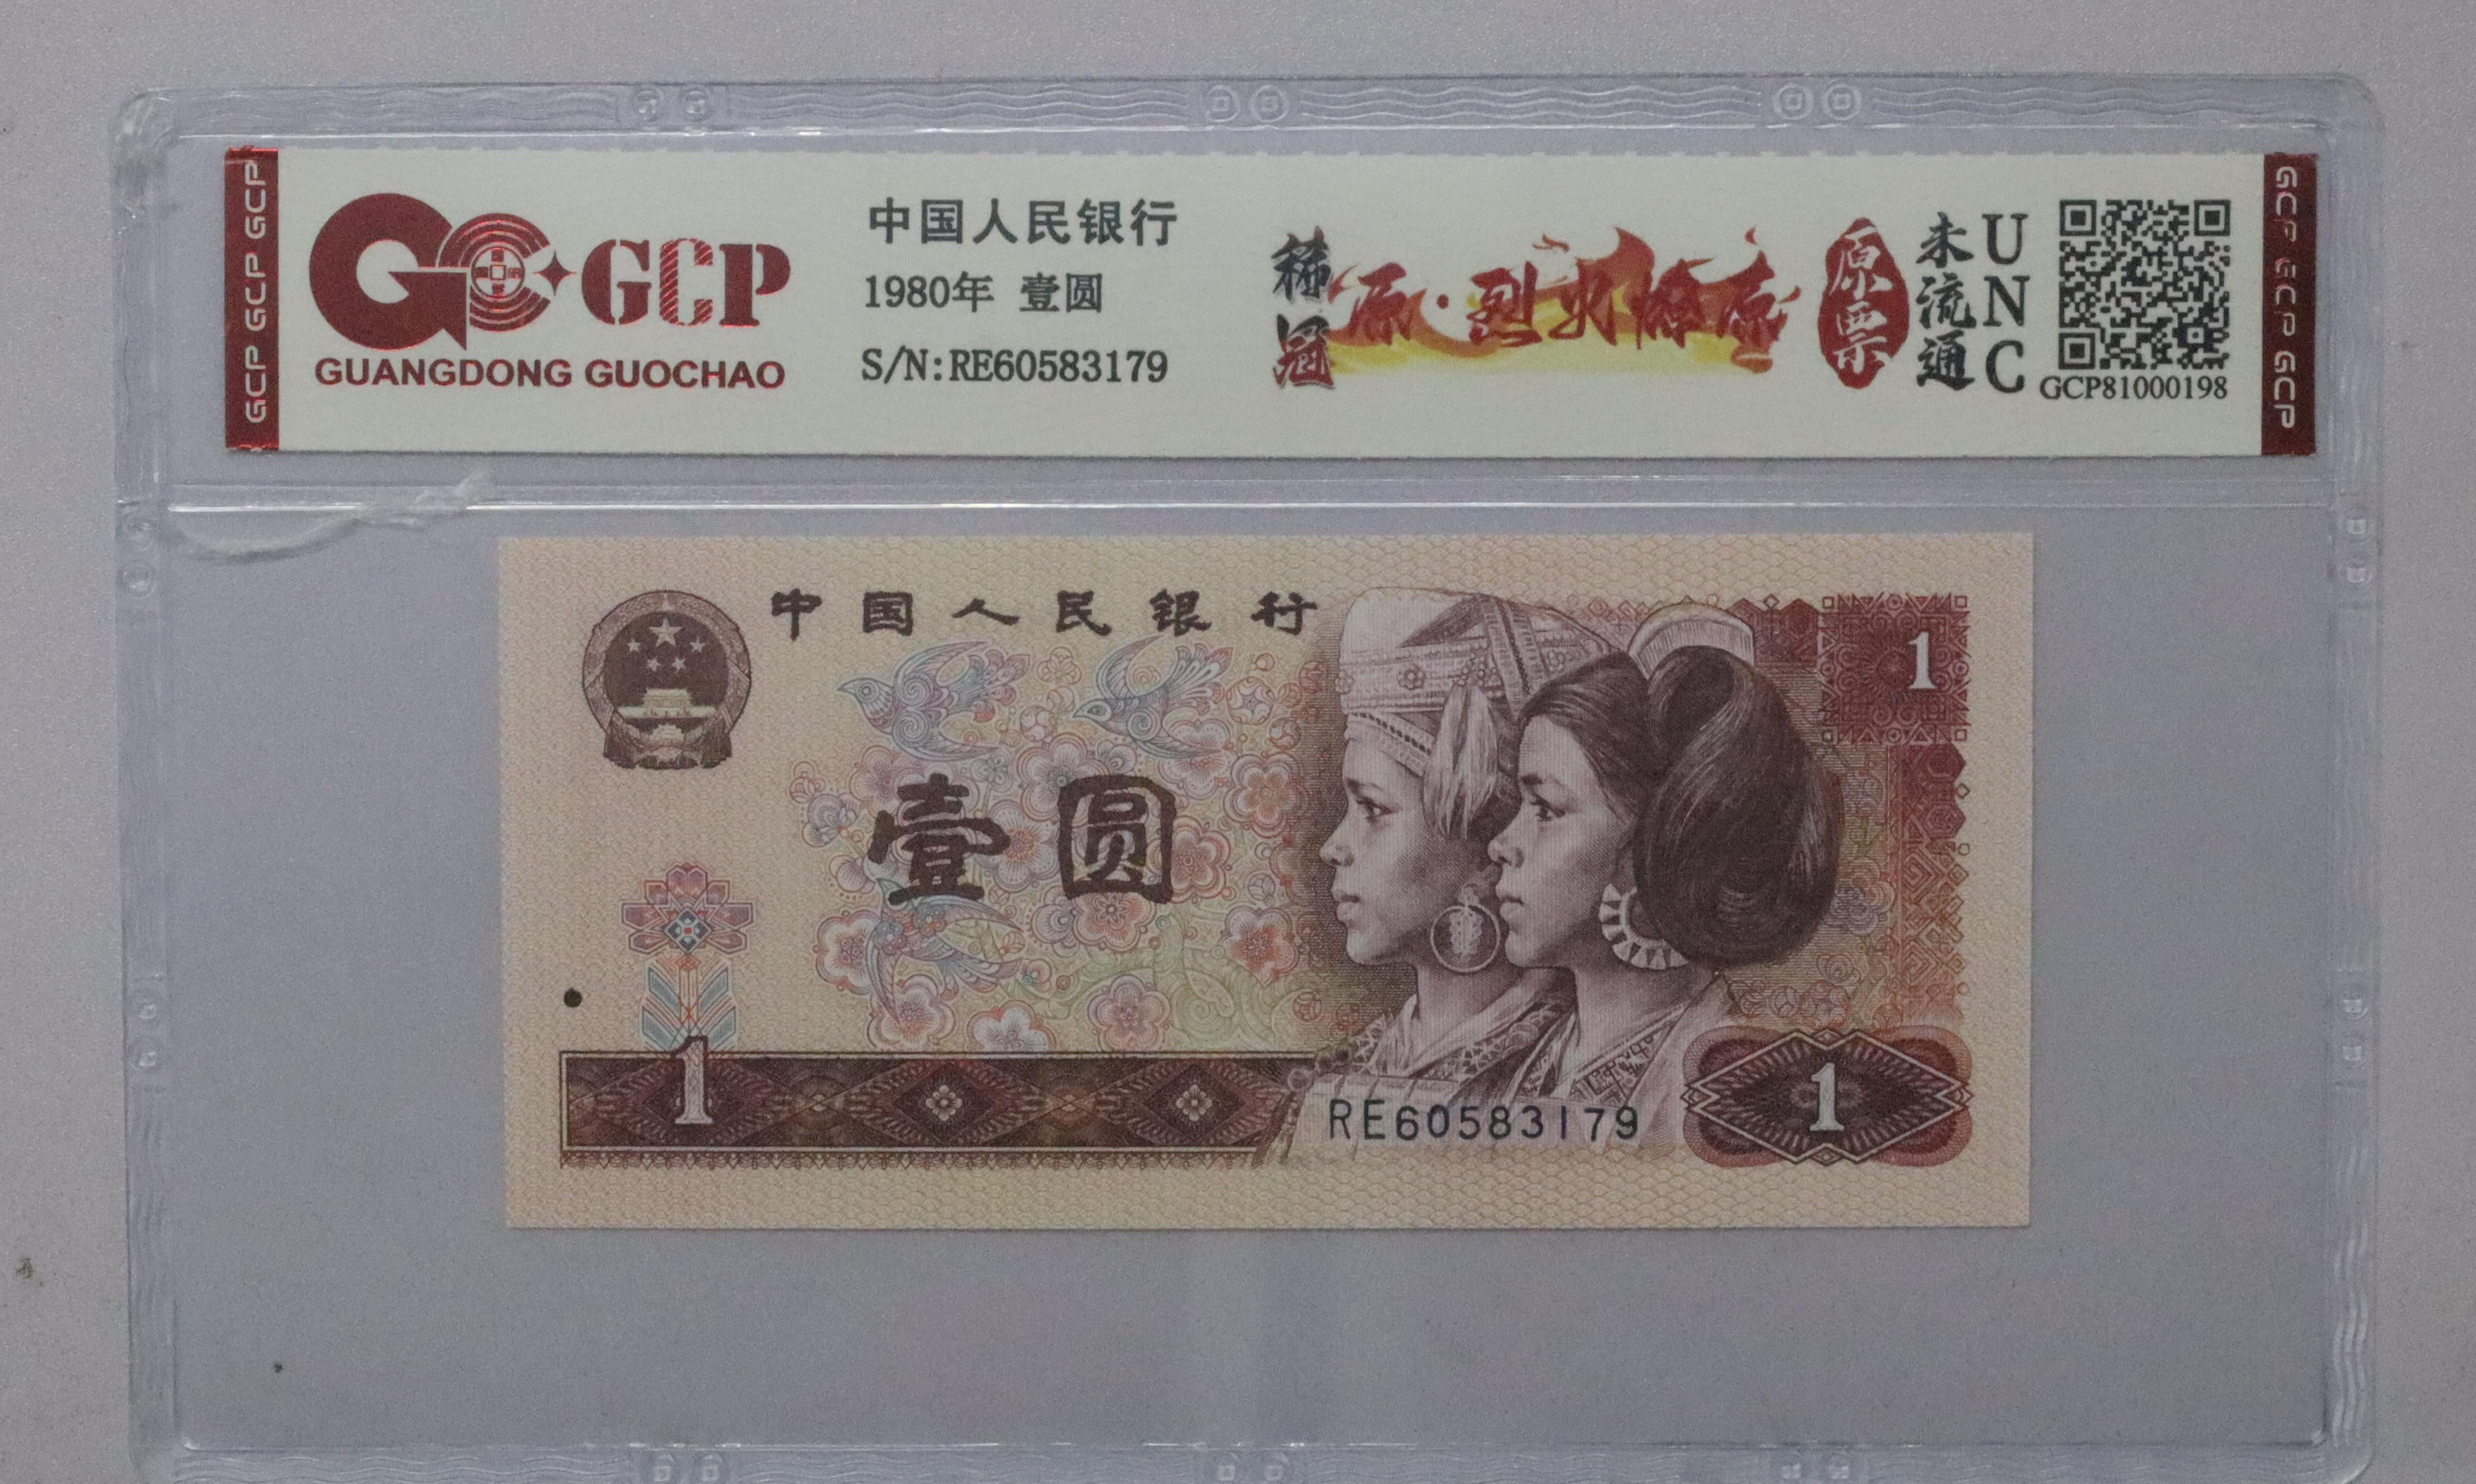 GCP GCP GCP
GCP
GUANGDONG GUOCHAO
中国人民银行
1980年 壹圆
S/N:RE60583179
稀冠
原·烈火燎原
原票
未流通
UNC
GCP81000198
GCP GCP GCP GCP
中国人民银行
1
壹圆
1
RE60583179
1